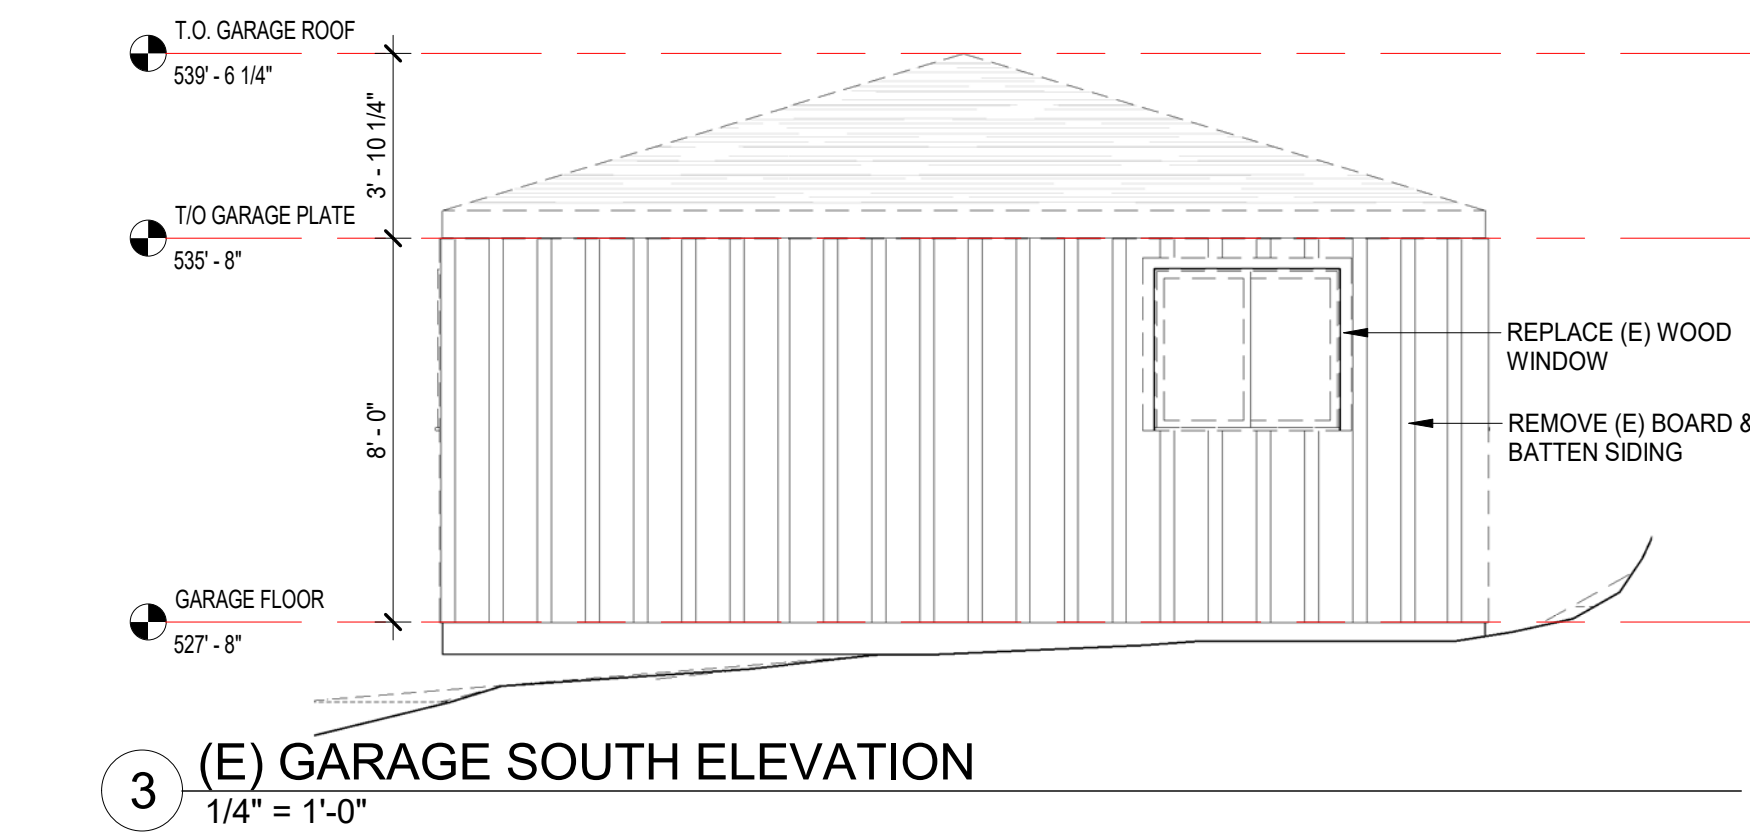 T.O. GARAGE ROOF
539' - 6 1/4"
3' - 10 1/4"
T/O GARAGE PLATE
535' - 8"
REPLACE (E) WOOD
WINDOW
8' - 0"
REMOVE (E) BOARD &
BATTEN SIDING
GARAGE FLOOR
527' - 8"
3
(E) GARAGE SOUTH ELEVATION
1/4" = 1'-0"